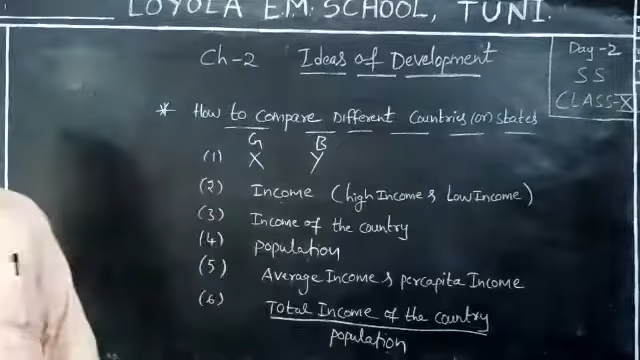 LOYOLA E.M. SCHOOL, TUNI.
Day-2
SS
CLASS-X
Ch-2 Ideas of Development
* How to compare Different Countries (or) states
G B
(1) X Y
(2) Income (high Income & Low Income)
(3) Income of the country
(4) population
(5) Average Income & percapita Income
(6) Total Income of the country
population